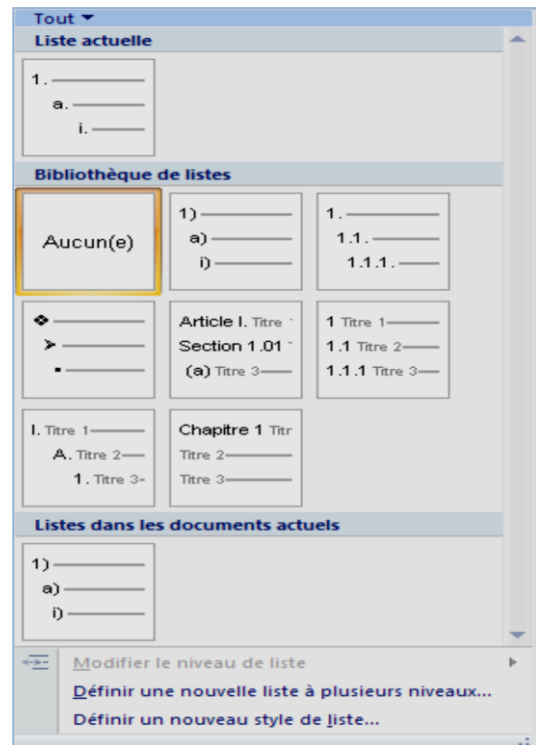 Tout
Liste actuelle
1.
a.
i.
Bibliothèque de listes
Aucun(e)
1)
a)
i)
1.
1.1.
1.1.1.
Article I. Titre
Section 1.01
(a) Titre 3
1 Titre 1
1.1 Titre 2
1.1.1 Titre 3
I. Titre 1
A. Titre 2
1. Titre 3
Chapitre 1 Titr
Titre 2
Titre 3
Listes dans les documents actuels
1)
a)
i)
Modifier le niveau de liste
Définir une nouvelle liste à plusieurs niveaux...
Définir un nouveau style de liste...